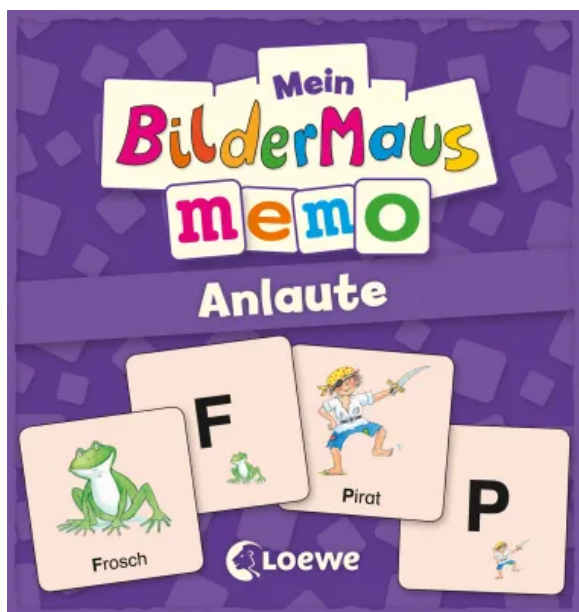 Mein
BilderMaus
memo
Anlaute
F
Pirat
P
Frosch
Loewe